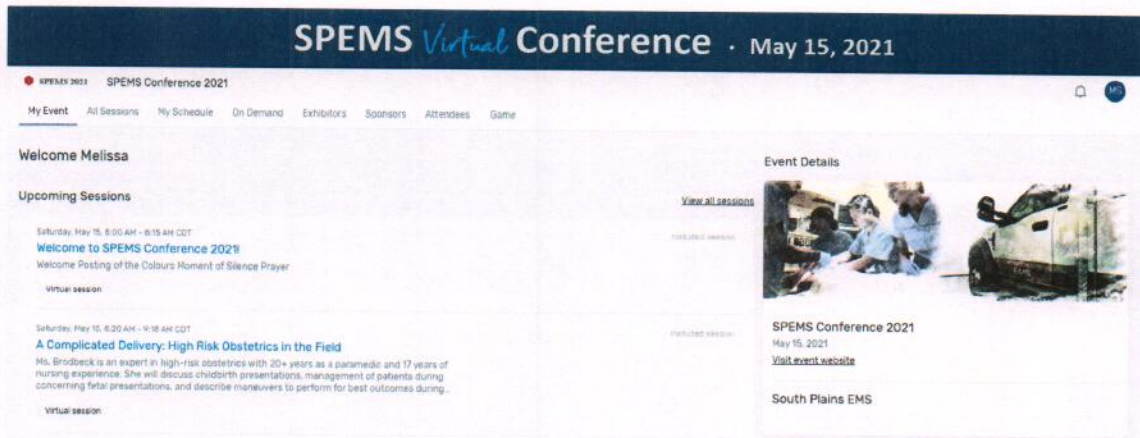 SPEMS Virtual Conference · May 15, 2021
SPEMS 2021 SPEMS Conference 2021
MS
My Event All Sessions My Schedule On Demand Exhibitors Sponsors Attendees Game
Welcome Melissa
Upcoming Sessions
View all sessions
Saturday, May 15, 8:00 AM - 8:15 AM CDT
Included session
Welcome to SPEMS Conference 2021!
Welcome Posting of the Colours Moment of Silence Prayer
Virtual session
Saturday, May 15, 8:20 AM - 9:18 AM CDT
Included session
A Complicated Delivery: High Risk Obstetrics in the Field
Ms. Brodbeck is an expert in high-risk obstetrics with 20+ years as a paramedic and 17 years of
nursing experience. She will discuss childbirth presentations, management of patients during
concerning fetal presentations, and describe maneuvers to perform for best outcomes during...
Virtual session
Event Details
SPEMS Conference 2021
May 15, 2021
Visit event website
South Plains EMS